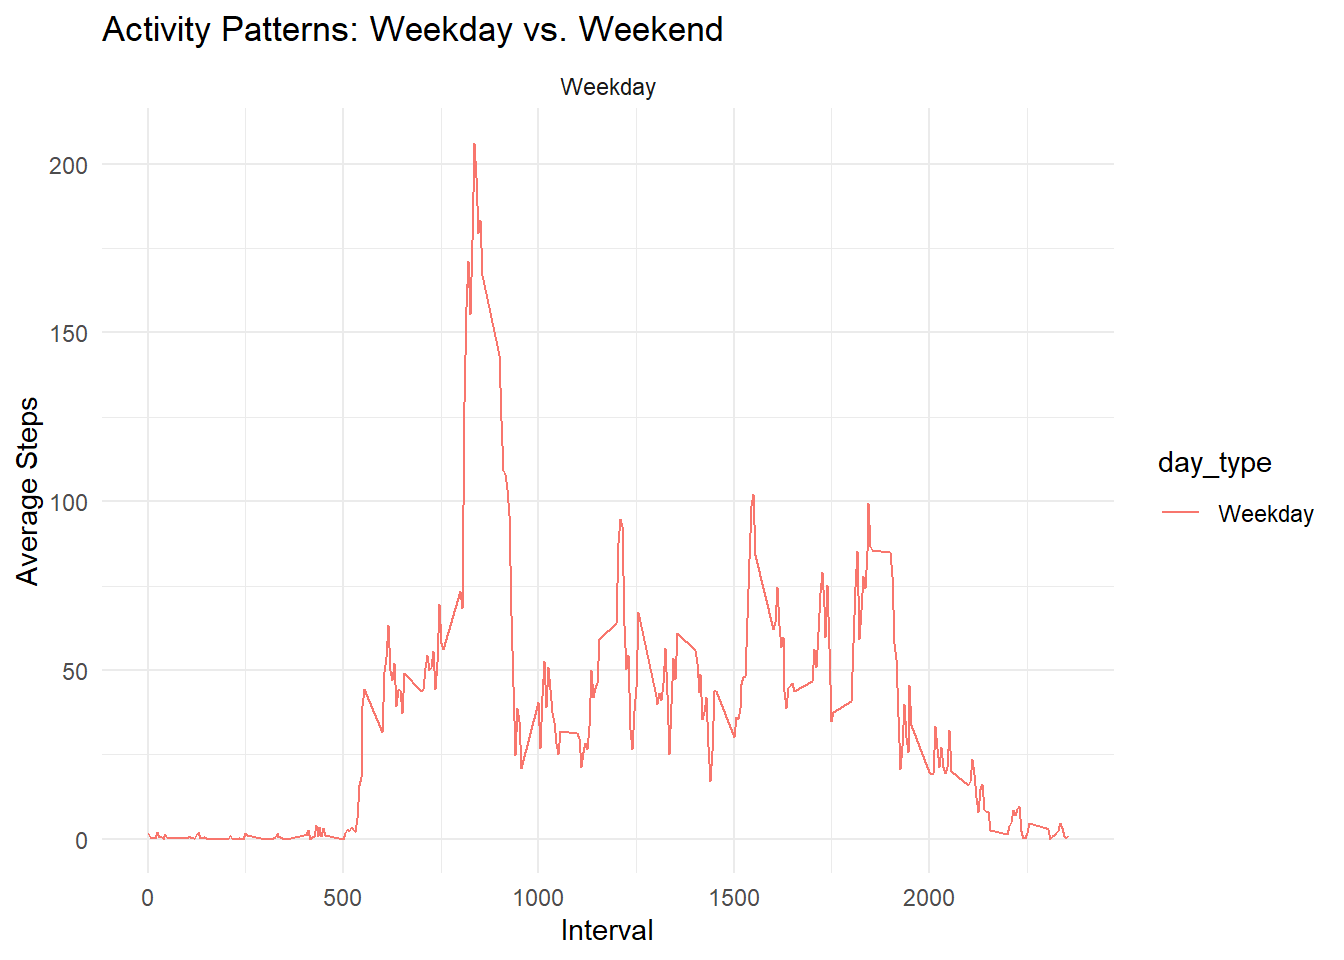 Activity Patterns: Weekday vs. Weekend
Weekday
200
150
100
50
0
Average Steps
0 500 1000 1500 2000
Interval
day_type
Weekday